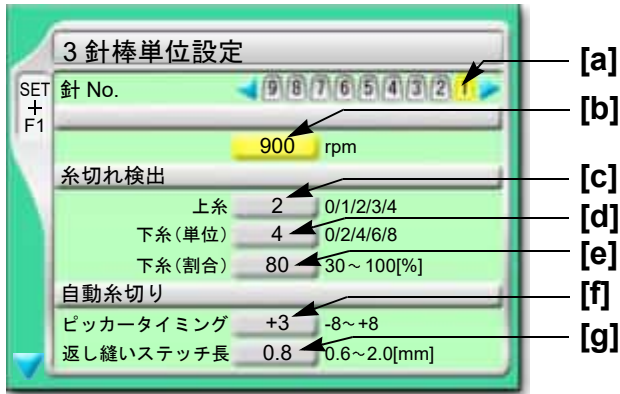 3 針棒単位設定
[a]
SET
+
F1
針 No. 9 8 7 6 5 4 3 2 1
[b]
900 rpm
糸切れ検出
[c]
上糸 2 0/1/2/3/4
[d]
下糸(単位) 4 0/2/4/6/8
[e]
下糸(割合) 80 30~100[%]
自動糸切り
[f]
ピッカータイミング +3 -8~+8
[g]
返し縫いステッチ長 0.8 0.6~2.0[mm]